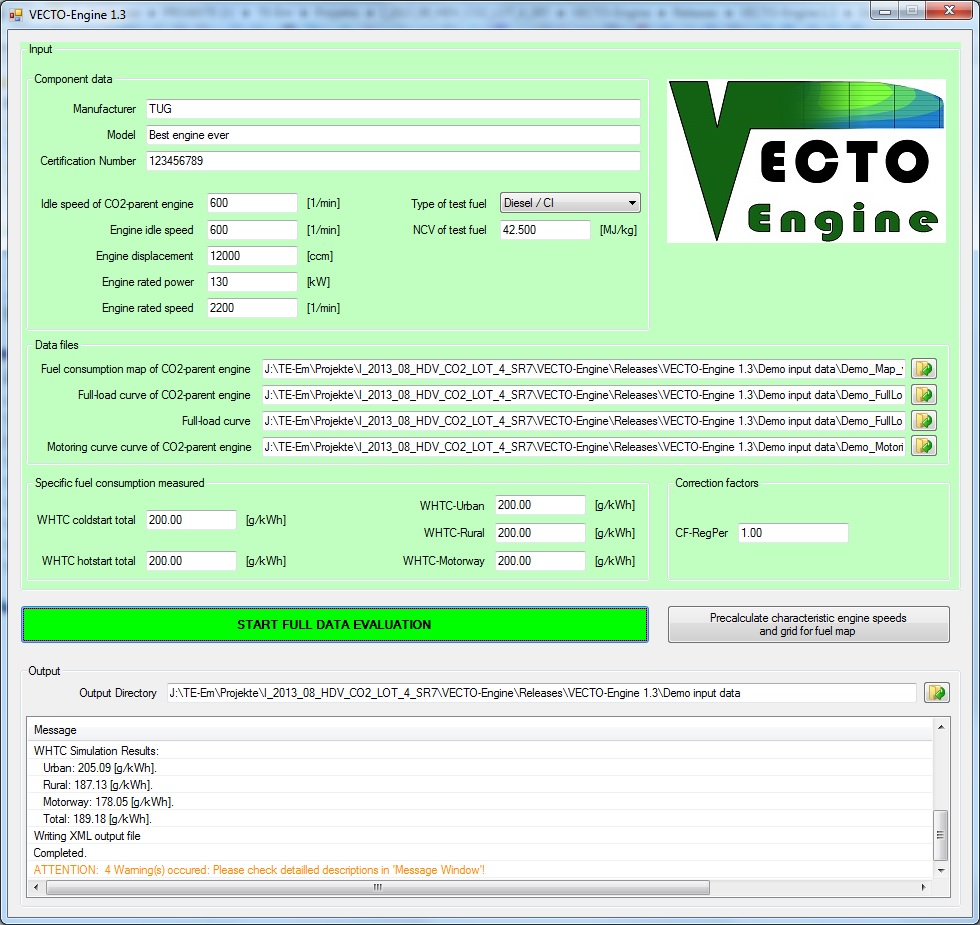 VECTO-Engine 1.3
Input
Component data
Manufacturer TUG
Model Best engine ever
Certification Number 123456789
VECTO
Engine
Idle speed of CO2-parent engine 600 [1/min] Type of test fuel Diesel / CI
Engine idle speed 600 [1/min] NCV of test fuel 42.500 [MJ/kg]
Engine displacement 12000 [ccm]
Engine rated power 130 [kW]
Engine rated speed 2200 [1/min]
Data files
Fuel consumption map of CO2-parent engine J:\TE-Em\Projekte\I_2013_08_HDV_CO2_LOT_4_SR7\VECTO-Engine\Releases\VECTO-Engine 1.3\Demo input data\Demo_Map_
Full-load curve of CO2-parent engine J:\TE-Em\Projekte\I_2013_08_HDV_CO2_LOT_4_SR7\VECTO-Engine\Releases\VECTO-Engine 1.3\Demo input data\Demo_FullLo
Full-load curve J:\TE-Em\Projekte\I_2013_08_HDV_CO2_LOT_4_SR7\VECTO-Engine\Releases\VECTO-Engine 1.3\Demo input data\Demo_FullLo
Motoring curve curve of CO2-parent engine J:\TE-Em\Projekte\I_2013_08_HDV_CO2_LOT_4_SR7\VECTO-Engine\Releases\VECTO-Engine 1.3\Demo input data\Demo_Motori
Specific fuel consumption measured Correction factors
WHTC-Urban 200.00 [g/kWh]
WHTC coldstart total 200.00 [g/kWh]
WHTC-Rural 200.00 [g/kWh] CF-RegPer 1.00
WHTC hotstart total 200.00 [g/kWh] WHTC-Motorway 200.00 [g/kWh]
START FULL DATA EVALUATION
Precalculate characteristic engine speeds
and grid for fuel map
Output
Output Directory J:\TE-Em\Projekte\I_2013_08_HDV_CO2_LOT_4_SR7\VECTO-Engine\Releases\VECTO-Engine 1.3\Demo input data
Message
WHTC Simulation Results:
Urban: 205.09 [g/kWh].
Rural: 187.13 [g/kWh].
Motorway: 178.05 [g/kWh].
Total: 189.18 [g/kWh].
Writing XML output file
Completed.
ATTENTION: 4 Warning(s) occured: Please check detailled descriptions in 'Message Window'!